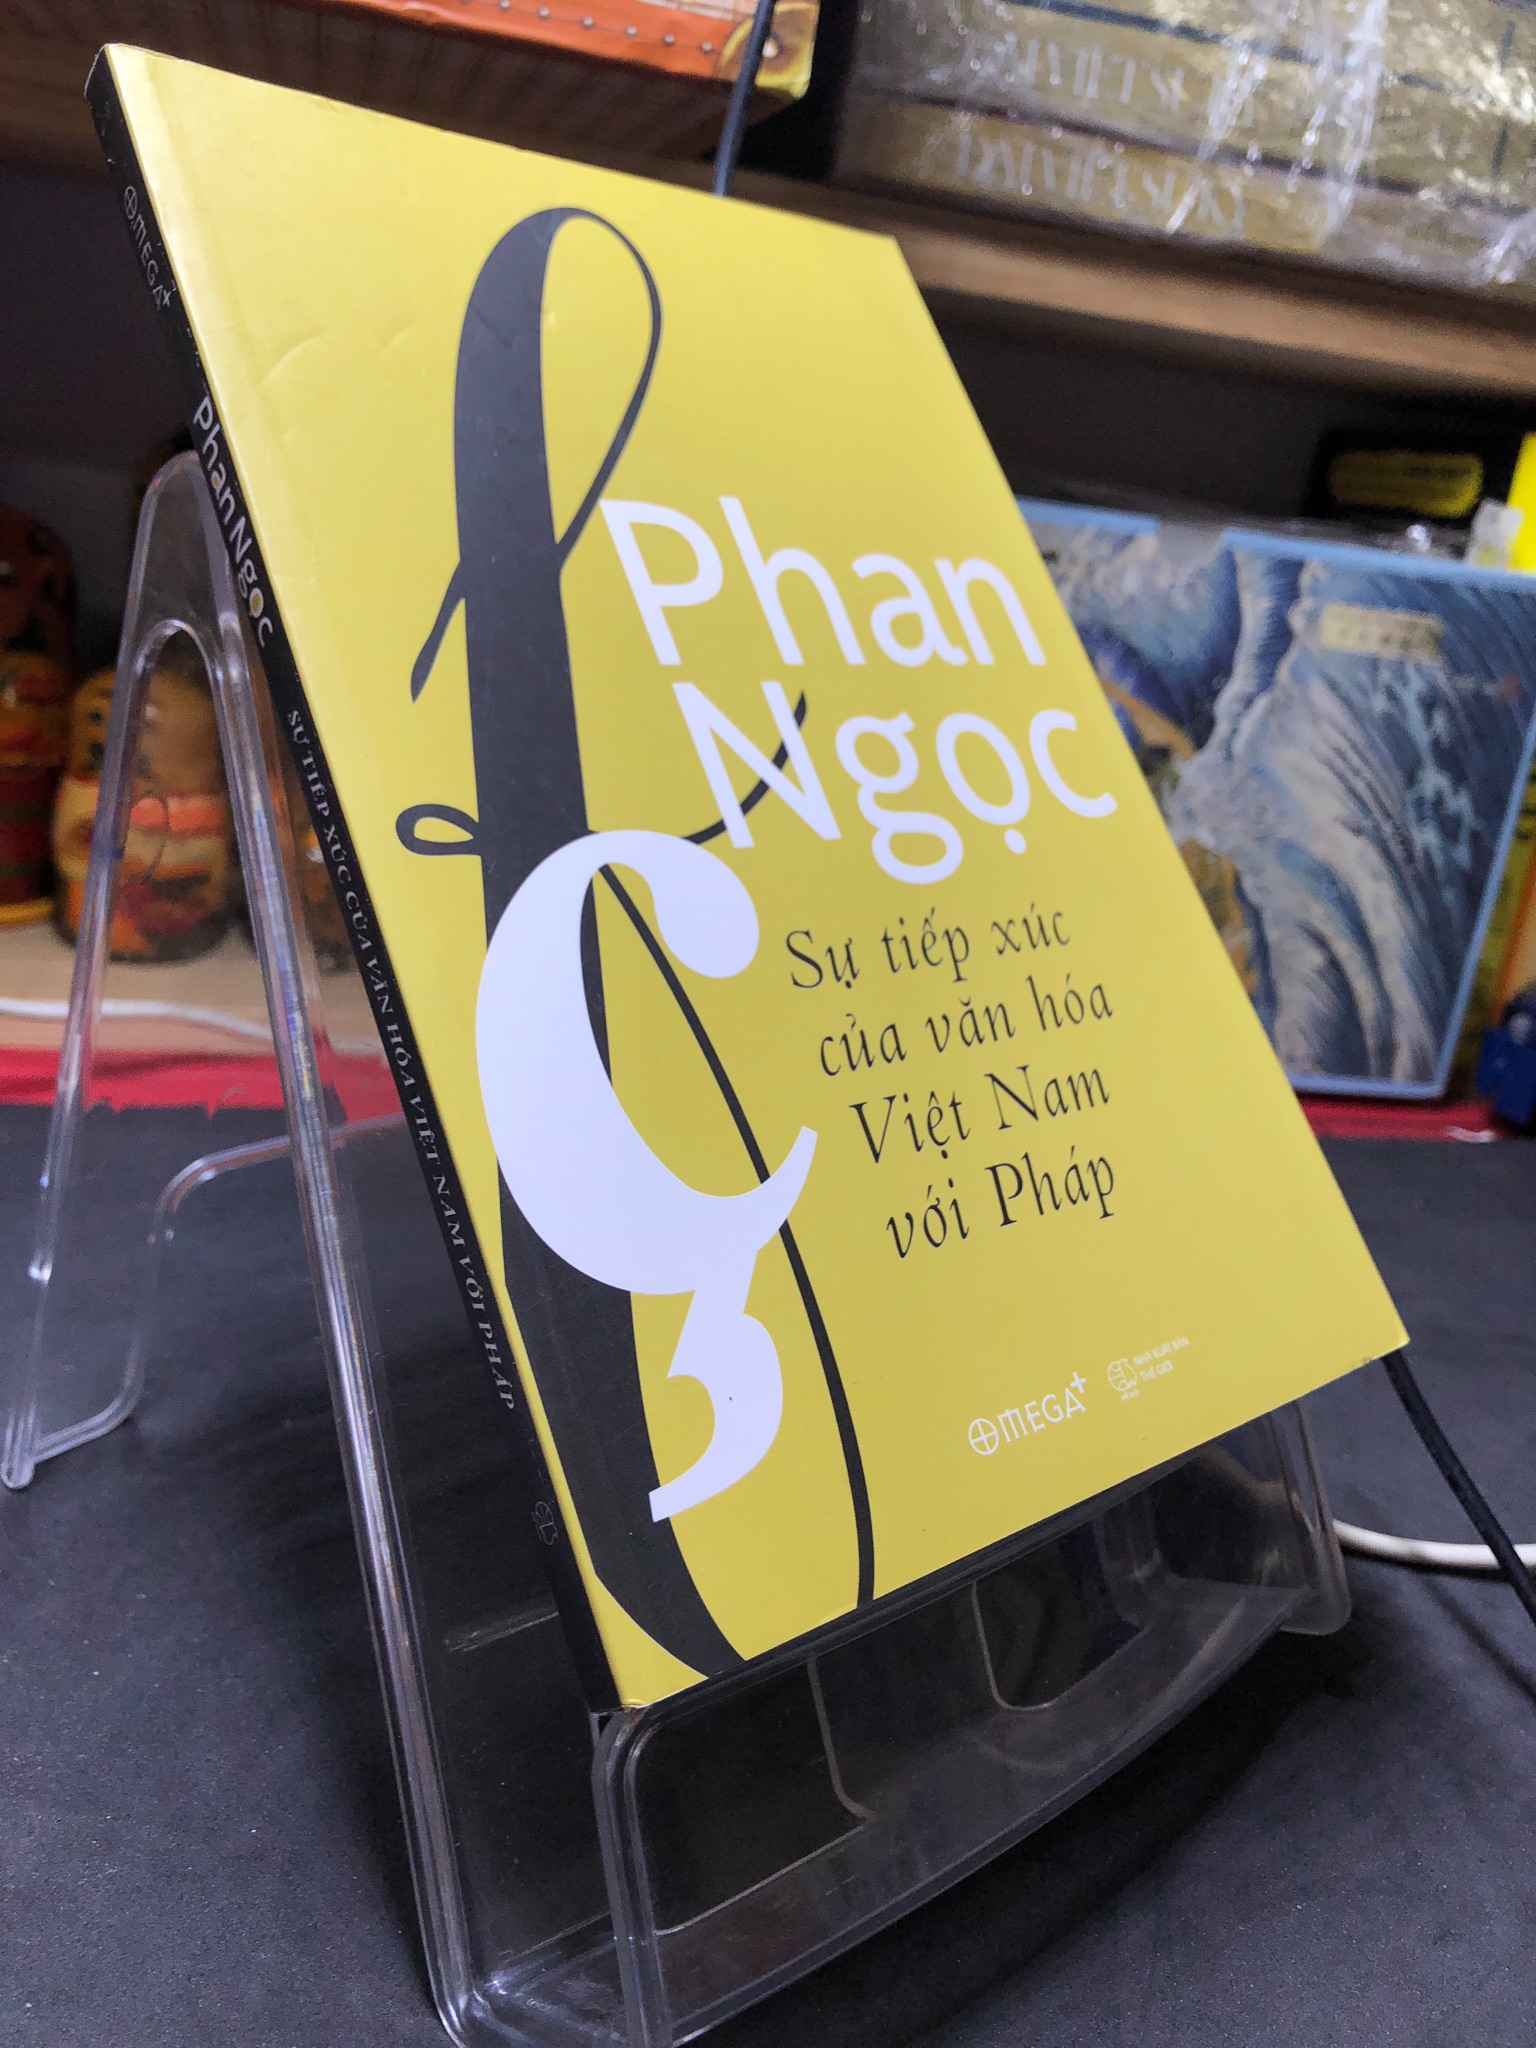 Phan
Ngọc
Sự tiếp xúc
của văn hóa
Việt Nam
với Pháp
OMEGA+
NHÀ XUẤT BẢN
THẾ GIỚI
OMEGA+
Phan Ngọc
SỰ TIẾP XÚC CỦA VĂN HÓA VIỆT NAM VỚI PHÁP